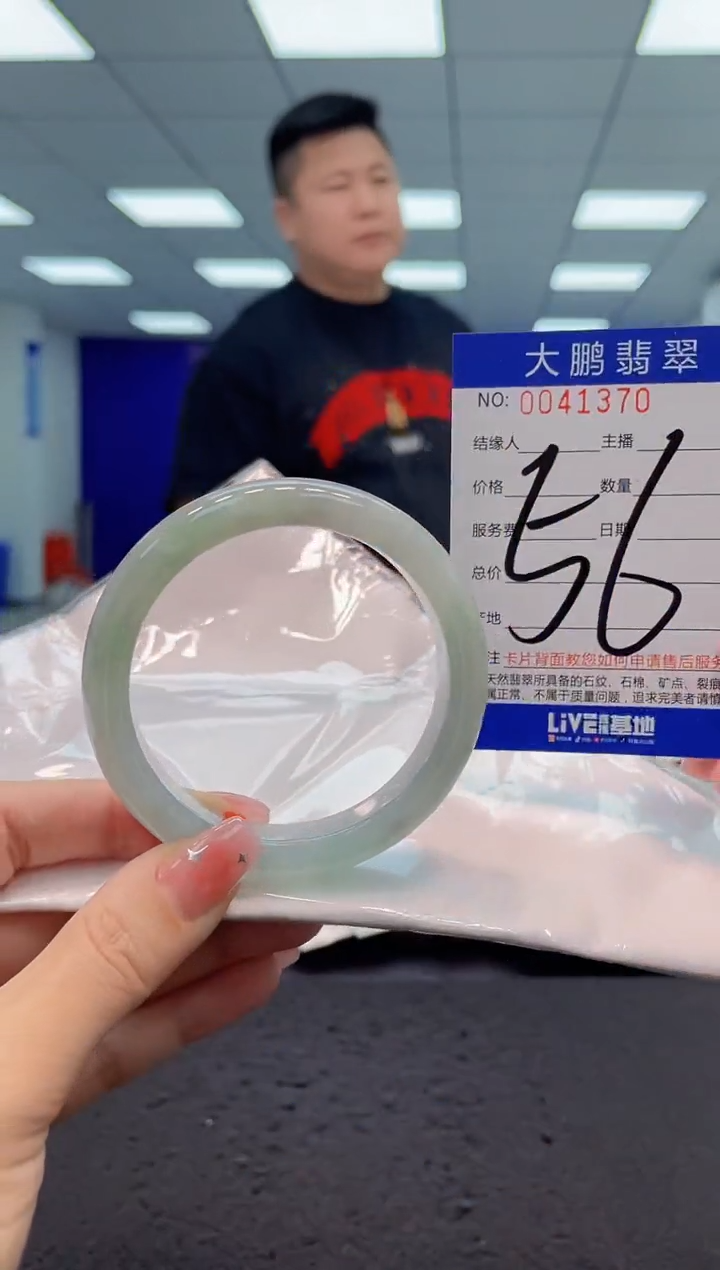 大鹏翡翠
NO: 0041370
结缘人 主播
价格 数量
服务费 日期
总价
产地
56
注 卡片背面教您如何申请售后服务
天然翡翠所具备的石纹、石棉、矿点、裂痕
属正常，不属于质量问题，追求完美者请慎
LiVE 基地